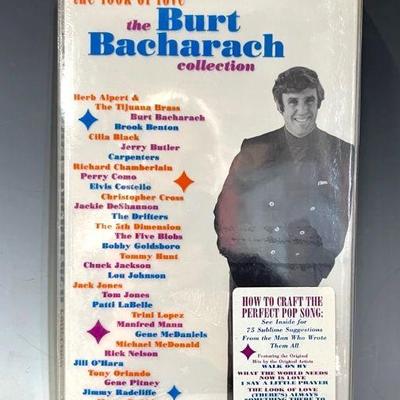 the look of love
the Burt
Bacharach
collection
Herb Alpert &
The Tijuana Brass
Burt Bacharach
Brook Benton
Cilla Black
Jerry Butler
Carpenters
Richard Chamberlain
Perry Como
Elvis Costello
Christopher Cross
Jackie DeShannon
The Drifters
The 5th Dimension
The Five Blobs
Bobby Goldsboro
Tommy Hunt
Chuck Jackson
Lou Johnson
Jack Jones
Tom Jones
Patti LaBelle
Trini Lopez
Manfred Mann
Gene McDaniels
Michael McDonald
Rick Nelson
Jill O'Hara
Tony Orlando
Gene Pitney
Jimmy Radcliffe
HOW TO CRAFT THE
PERFECT POP SONG:
See Inside for
75 Sublime Suggestions
From the Man Who Wrote
Them All
Featuring the Original
Hits by the Original Artists
WALK ON BY
WHAT THE WORLD NEEDS
NOW IS LOVE
I SAY A LITTLE PRAYER
THE LOOK OF LOVE
(THERE'S) ALWAYS
SOMETHING THERE TO